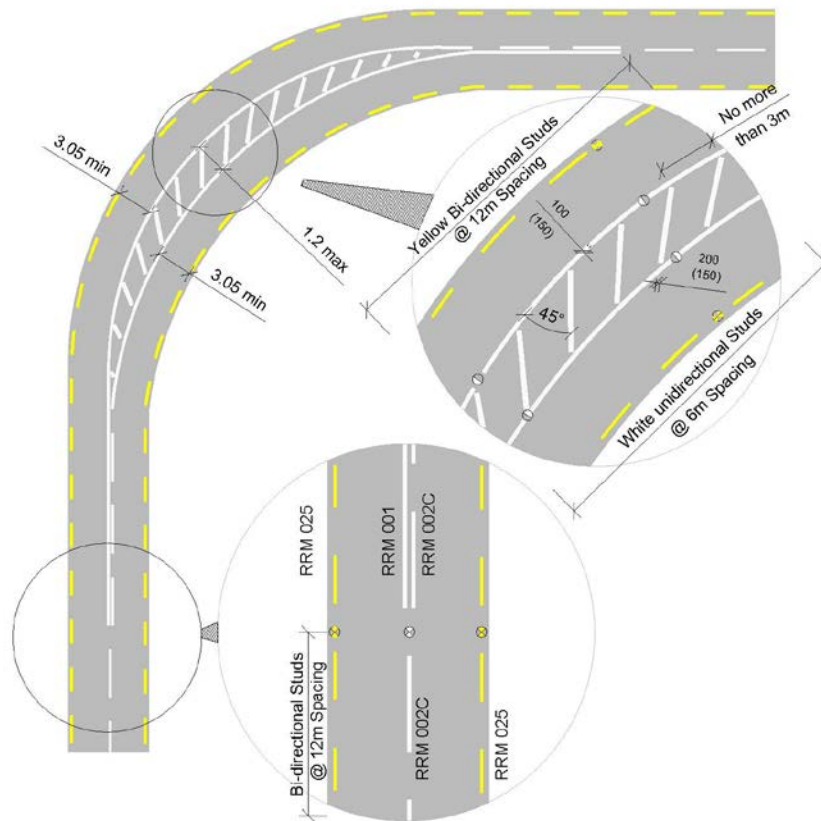 3.05 min
1.2 max
3.05 min
Yellow Bi-directional Studs
@ 12m Spacing
No more
than 3m
100
(150)
200
(150)
45°
White unidirectional Studs
@ 6m Spacing
RRM 025
RRM 001
RRM 002C
Bi-directional Studs
@ 12m Spacing
RRM 002C
RRM 025